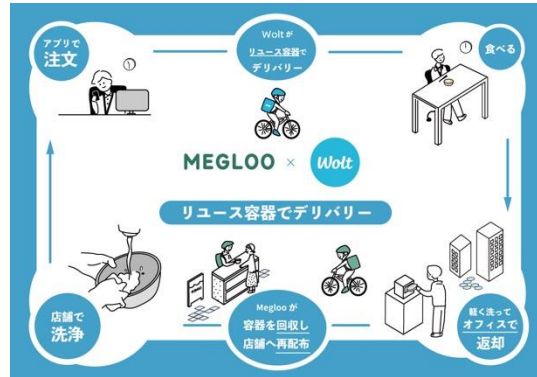 アプリで
注文
Woltが
リユース容器で
デリバリー
食べる
MEGLOO × Wolt
リユース容器でデリバリー
店舗で
洗浄
Meglooが
容器を回収し
店舗へ再配布
軽く洗って
オフィスで
返却